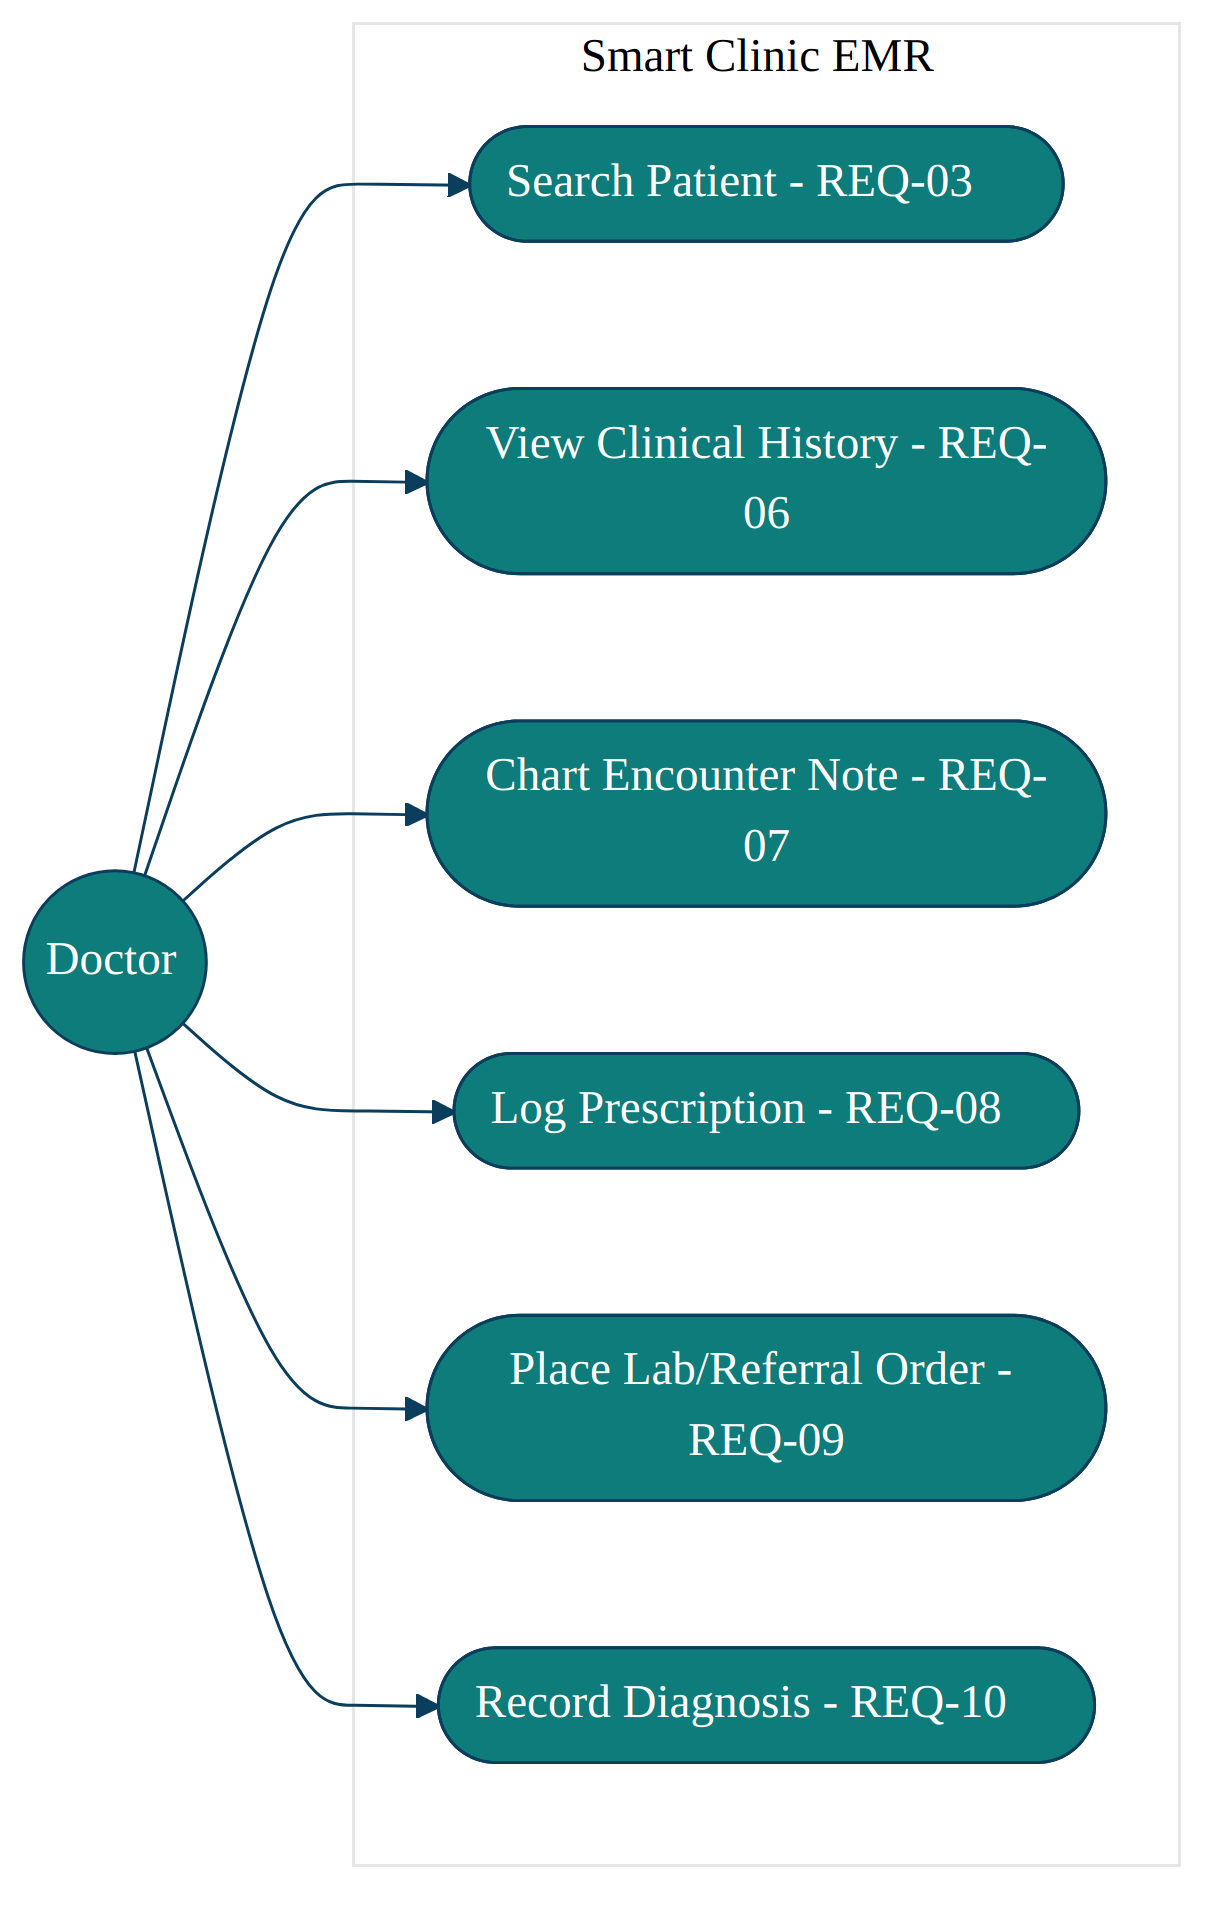 Smart Clinic EMR
Search Patient - REQ-03
View Clinical History - REQ-
06
Chart Encounter Note - REQ-
07
Doctor
Log Prescription - REQ-08
Place Lab/Referral Order -
REQ-09
Record Diagnosis - REQ-10